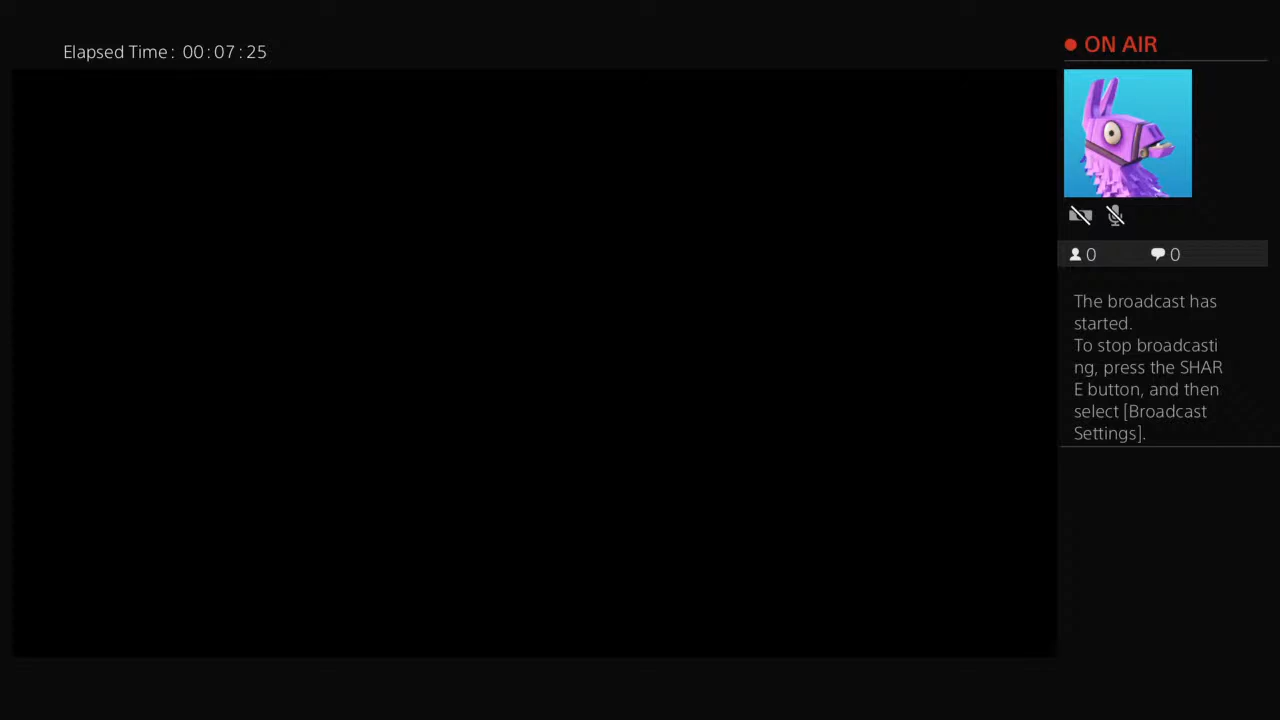 Elapsed Time: 00:07:25
ON AIR
0 0
The broadcast has
started.
To stop broadcasti
ng, press the SHAR
E button, and then
select [Broadcast
Settings].